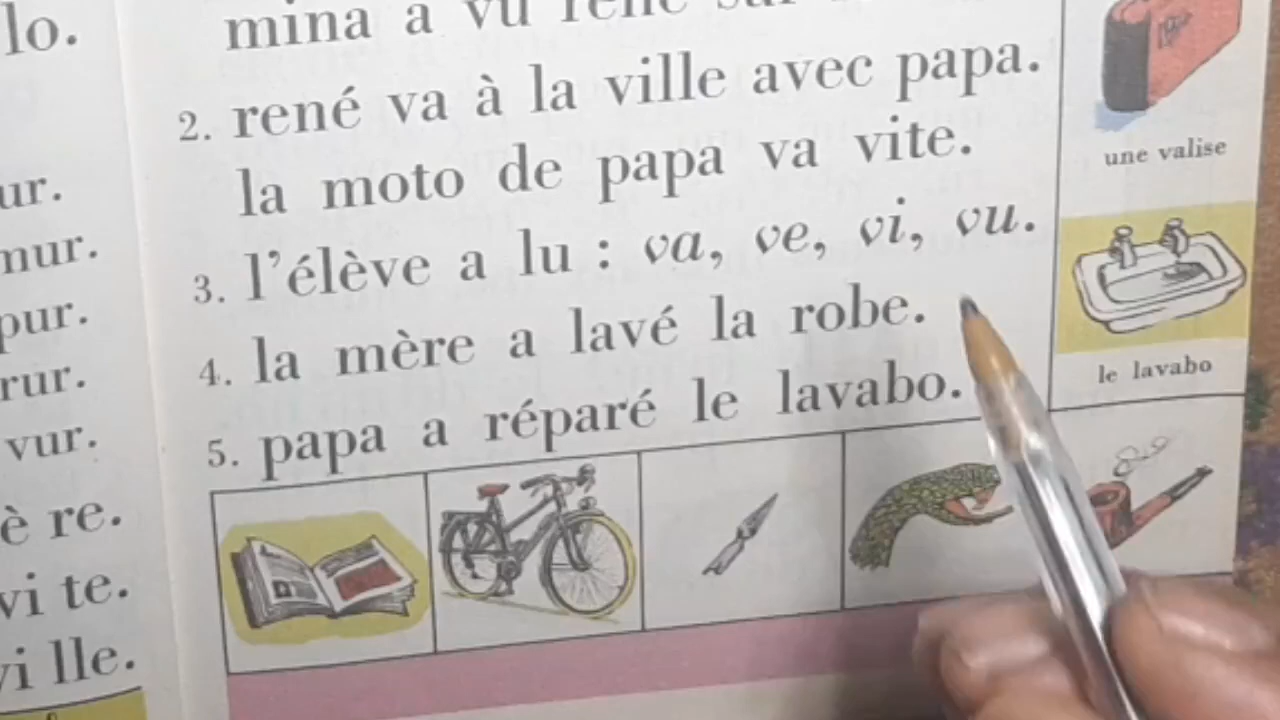 lo.
ur.
mur.
pur.
rur.
vur.
è re.
vi te.
vi lle.
mina a vu rené
2. rené va à la ville avec papa.
la moto de papa va vite.
3. l'élève a lu : va, ve, vi, vu.
4. la mère a lavé la robe.
5. papa a réparé le lavabo.
une valise
le lavabo